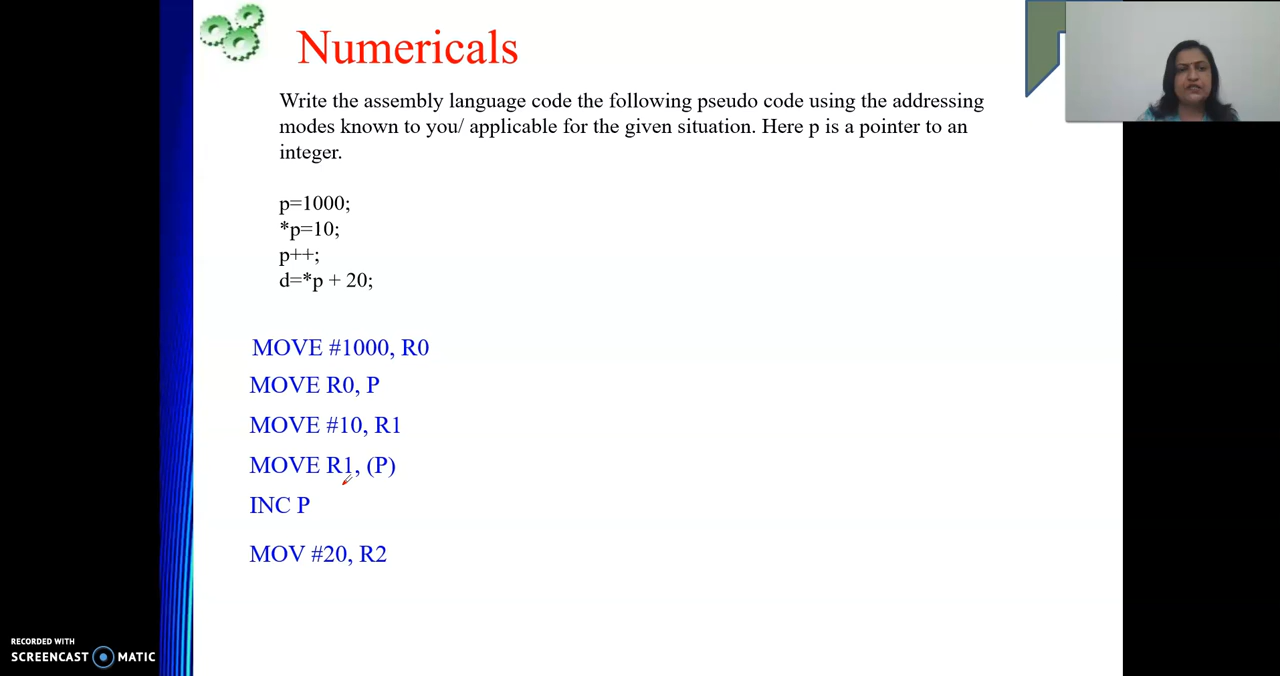 Numericals
Write the assembly language code the following pseudo code using the addressing
modes known to you/ applicable for the given situation. Here p is a pointer to an
integer.
p=1000;
*p=10;
p++;
d=*p + 20;
MOVE #1000, R0
MOVE R0, P
MOVE #10, R1
MOVE R1, (P)
INC P
MOV #20, R2
RECORDED WITH
SCREENCAST MATIC